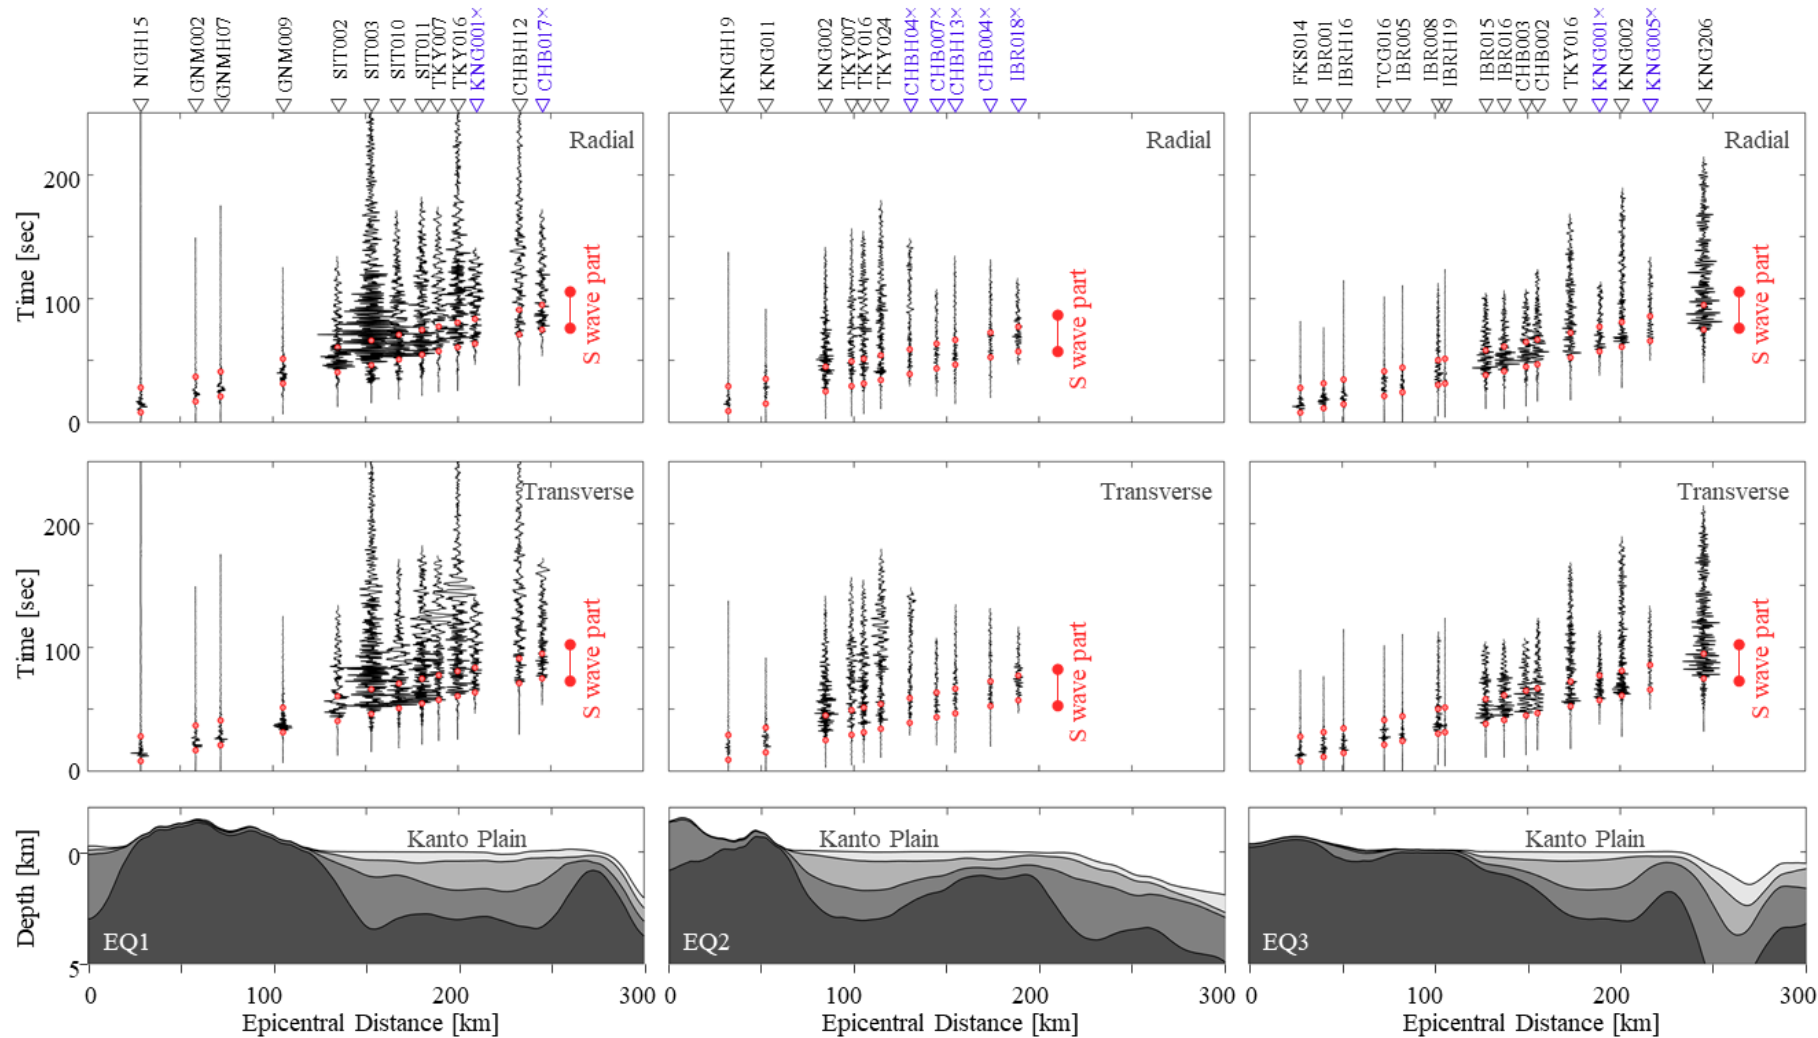 NIGH15
GNM002
GNMH07
GNM009
SIT002
SIT003
SIT010
SIT011
TKY007
TKY016
KNG001×
CHBH12
CHB017×
KNGH19
KNG011
KNG002
TKY007
TKY016
TKY024
CHBH04×
CHB007×
CHBH13×
CHB004×
IBR018×
FKS014
IBR001
IBRH16
TCG016
IBR005
IBR008
IBRH19
IBR015
IBR016
CHB003
CHB002
TKY016
KNG001×
KNG002
KNG005×
KNG206
Time [sec]
200
100
0
Radial
S wave part
Radial
S wave part
Radial
S wave part
Time [sec]
200
100
0
Transverse
S wave part
Transverse
S wave part
Transverse
S wave part
Depth [km]
0
5
Kanto Plain
EQ1
Kanto Plain
EQ2
Kanto Plain
EQ3
0 100 200 300
0 100 200 300
0 100 200 300
Epicentral Distance [km]
Epicentral Distance [km]
Epicentral Distance [km]